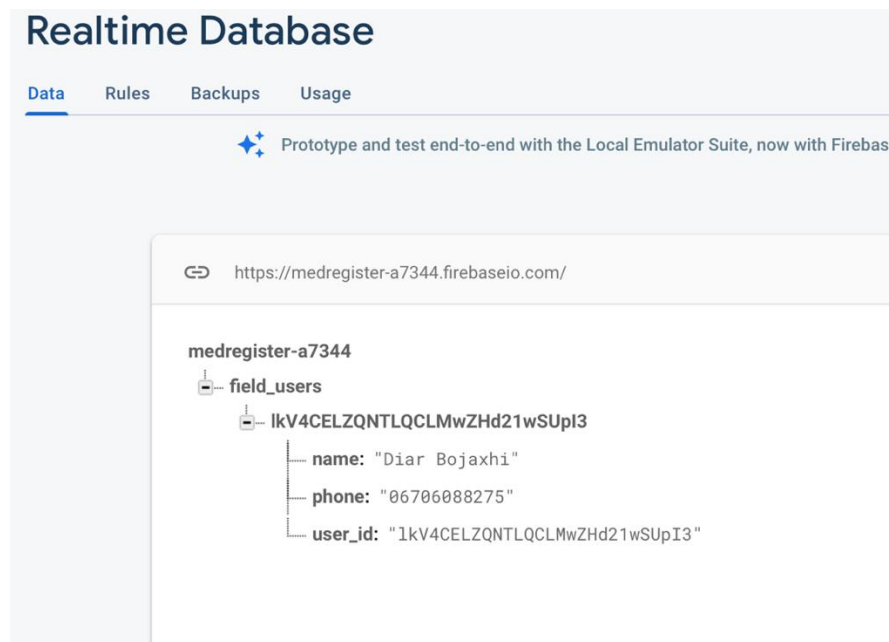 Realtime Database
Data Rules Backups Usage
Prototype and test end-to-end with the Local Emulator Suite, now with Firebas
https://medregister-a7344.firebaseio.com/
medregister-a7344
field_users
lkV4CELZQNTLQCLMwZHd21wSUpI3
name: "Diar Bojaxhi"
phone: "06706088275"
user_id: "lkV4CELZQNTLQCLMwZHd21wSUpI3"